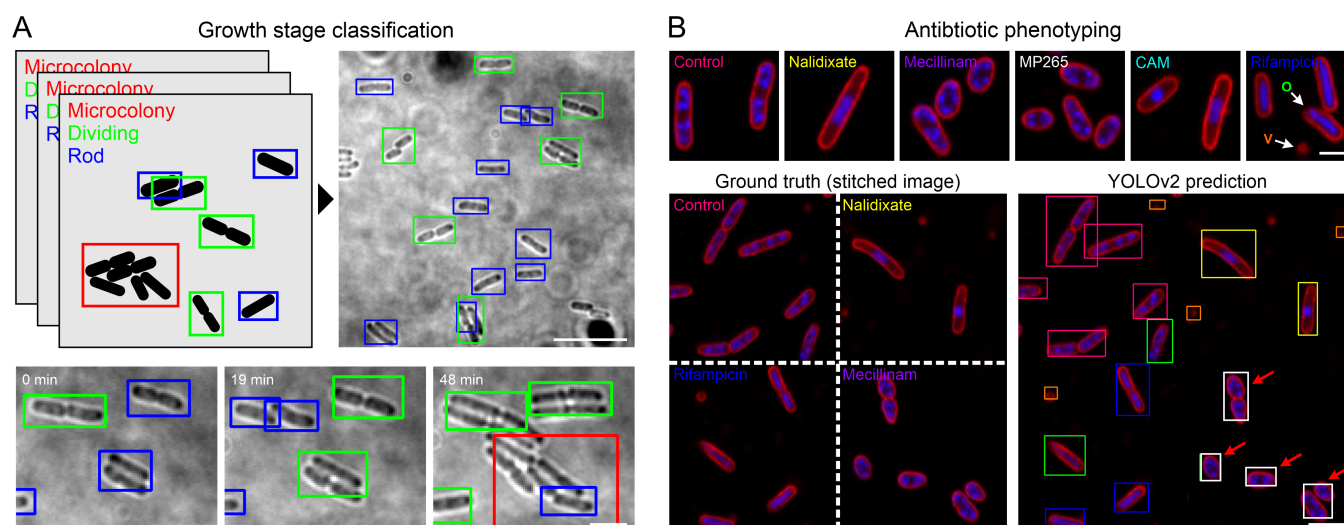 A
Growth stage classification
Microcolony
D
R
Microcolony
D
R
Microcolony
Dividing
Rod
0 min
19 min
48 min
B
Antibiotic phenotyping
Control
Nalidixate
Mecillinam
MP265
CAM
Rifampicin
O
V
Ground truth (stitched image)
YOLOv2 prediction
Control
Nalidixate
Rifampicin
Mecillinam